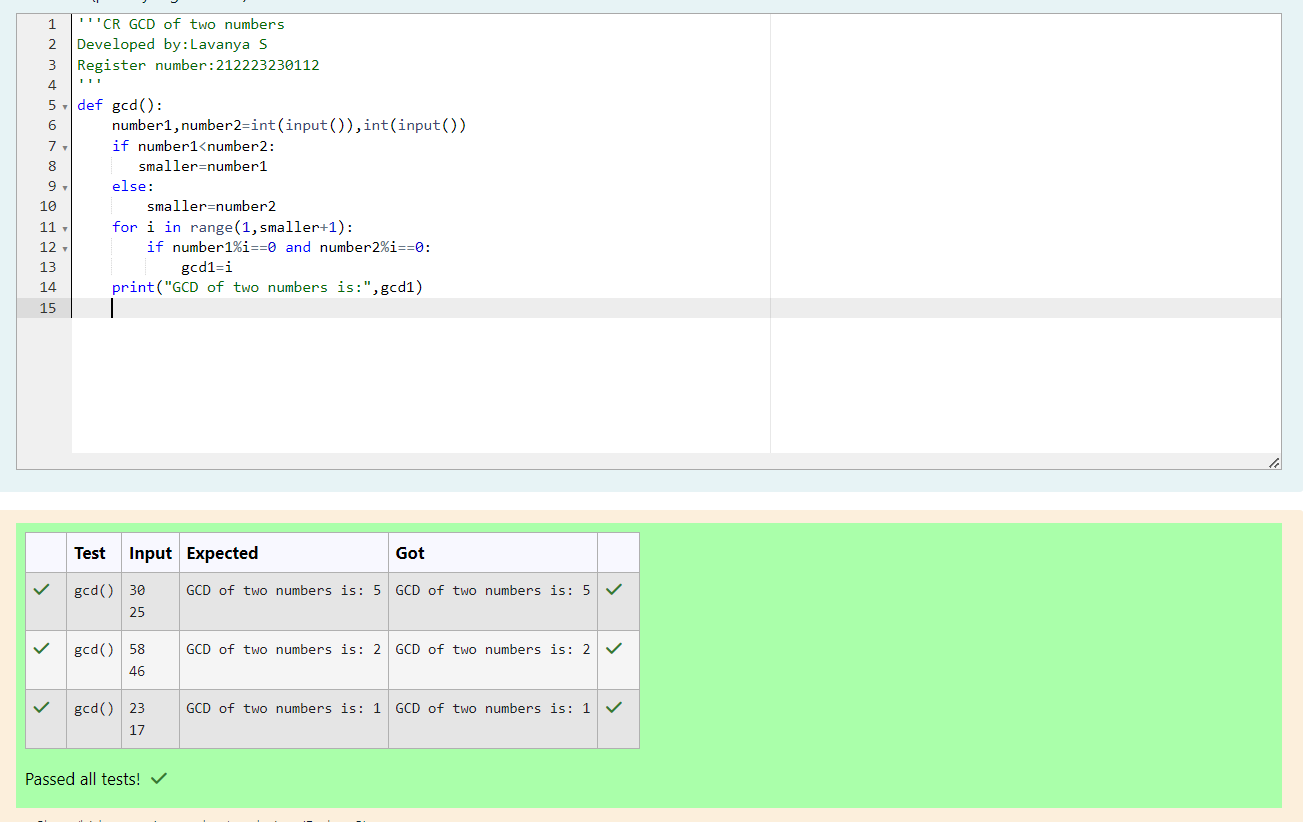 1 '''CR GCD of two numbers
2 Developed by:Lavanya S
3 Register number:212223230112
4 '''
5 def gcd():
6     number1,number2=int(input()),int(input())
7     if number1<number2:
8        smaller=number1
9     else:
10         smaller=number2
11     for i in range(1,smaller+1):
12         if number1%i==0 and number2%i==0:
13             gcd1=i
14     print("GCD of two numbers is:",gcd1)
15
Test Input Expected Got
gcd() 30 GCD of two numbers is: 5 GCD of two numbers is: 5
25
gcd() 58 GCD of two numbers is: 2 GCD of two numbers is: 2
46
gcd() 23 GCD of two numbers is: 1 GCD of two numbers is: 1
17
Passed all tests!